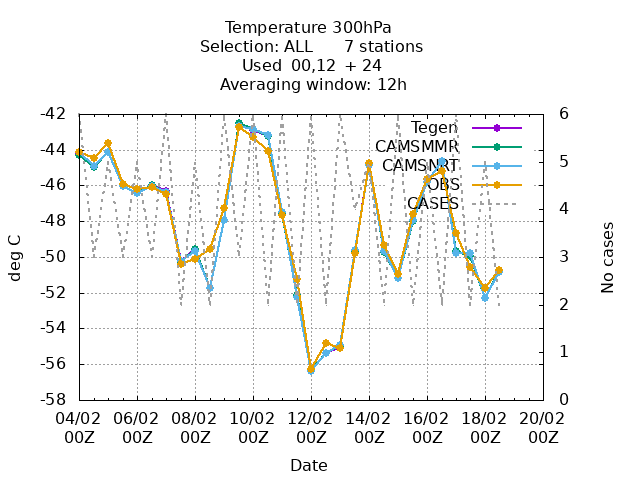 Temperature 300hPa
Selection: ALL 7 stations
Used 00,12 + 24
Averaging window: 12h
-42 6
Tegen
CAMSMMR
-44
CAMSNRT 5
-46 OBS
CASES
4
-48
deg C
-50 3
No cases
-52
2
-54
1
-56
-58 0
04/02 06/02 08/02 10/02 12/02 14/02 16/02 18/02 20/02
00Z 00Z 00Z 00Z 00Z 00Z 00Z 00Z 00Z
Date